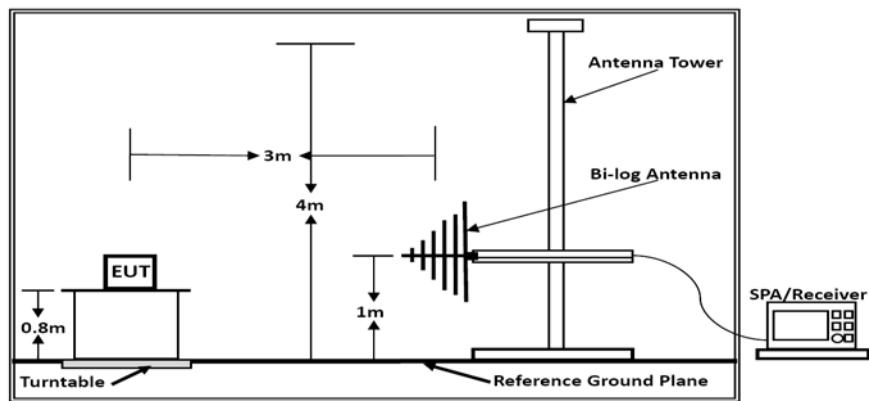 Antenna Tower
3m
Bi-log Antenna
4m
EUT
SPA/Receiver
0.8m
1m
Turntable
Reference Ground Plane